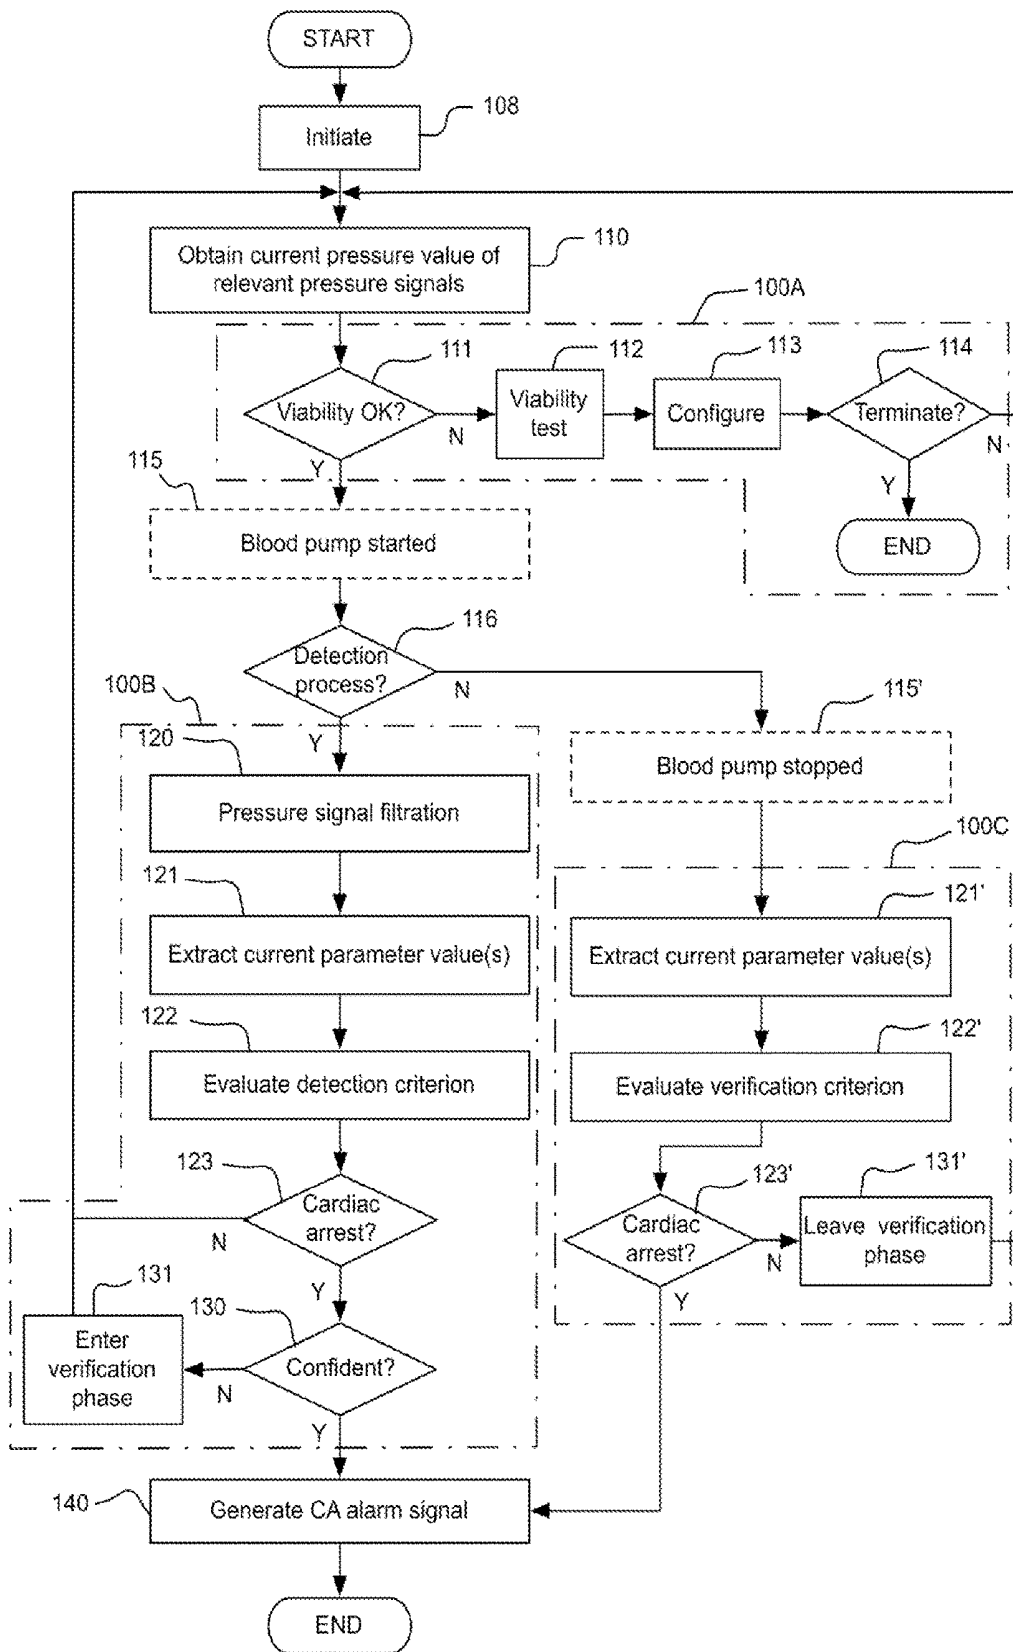 START
108
Initiate
110
Obtain current pressure value of
relevant pressure signals
100A
111
112
113
114
Viability OK?
N
Viability
test
Configure
Terminate?
N
Y
Y
115
Blood pump started
END
116
Detection
process?
N
100B
Y
115'
120
Blood pump stopped
Pressure signal filtration
100C
121
121'
Extract current parameter value(s)
Extract current parameter value(s)
122
122'
Evaluate detection criterion
Evaluate verification criterion
123
123'
131'
Cardiac
arrest?
N
Cardiac
arrest?
N
Leave verification
phase
Y
Y
131
130
Enter
verification
phase
N
Confident?
Y
140
Generate CA alarm signal
END